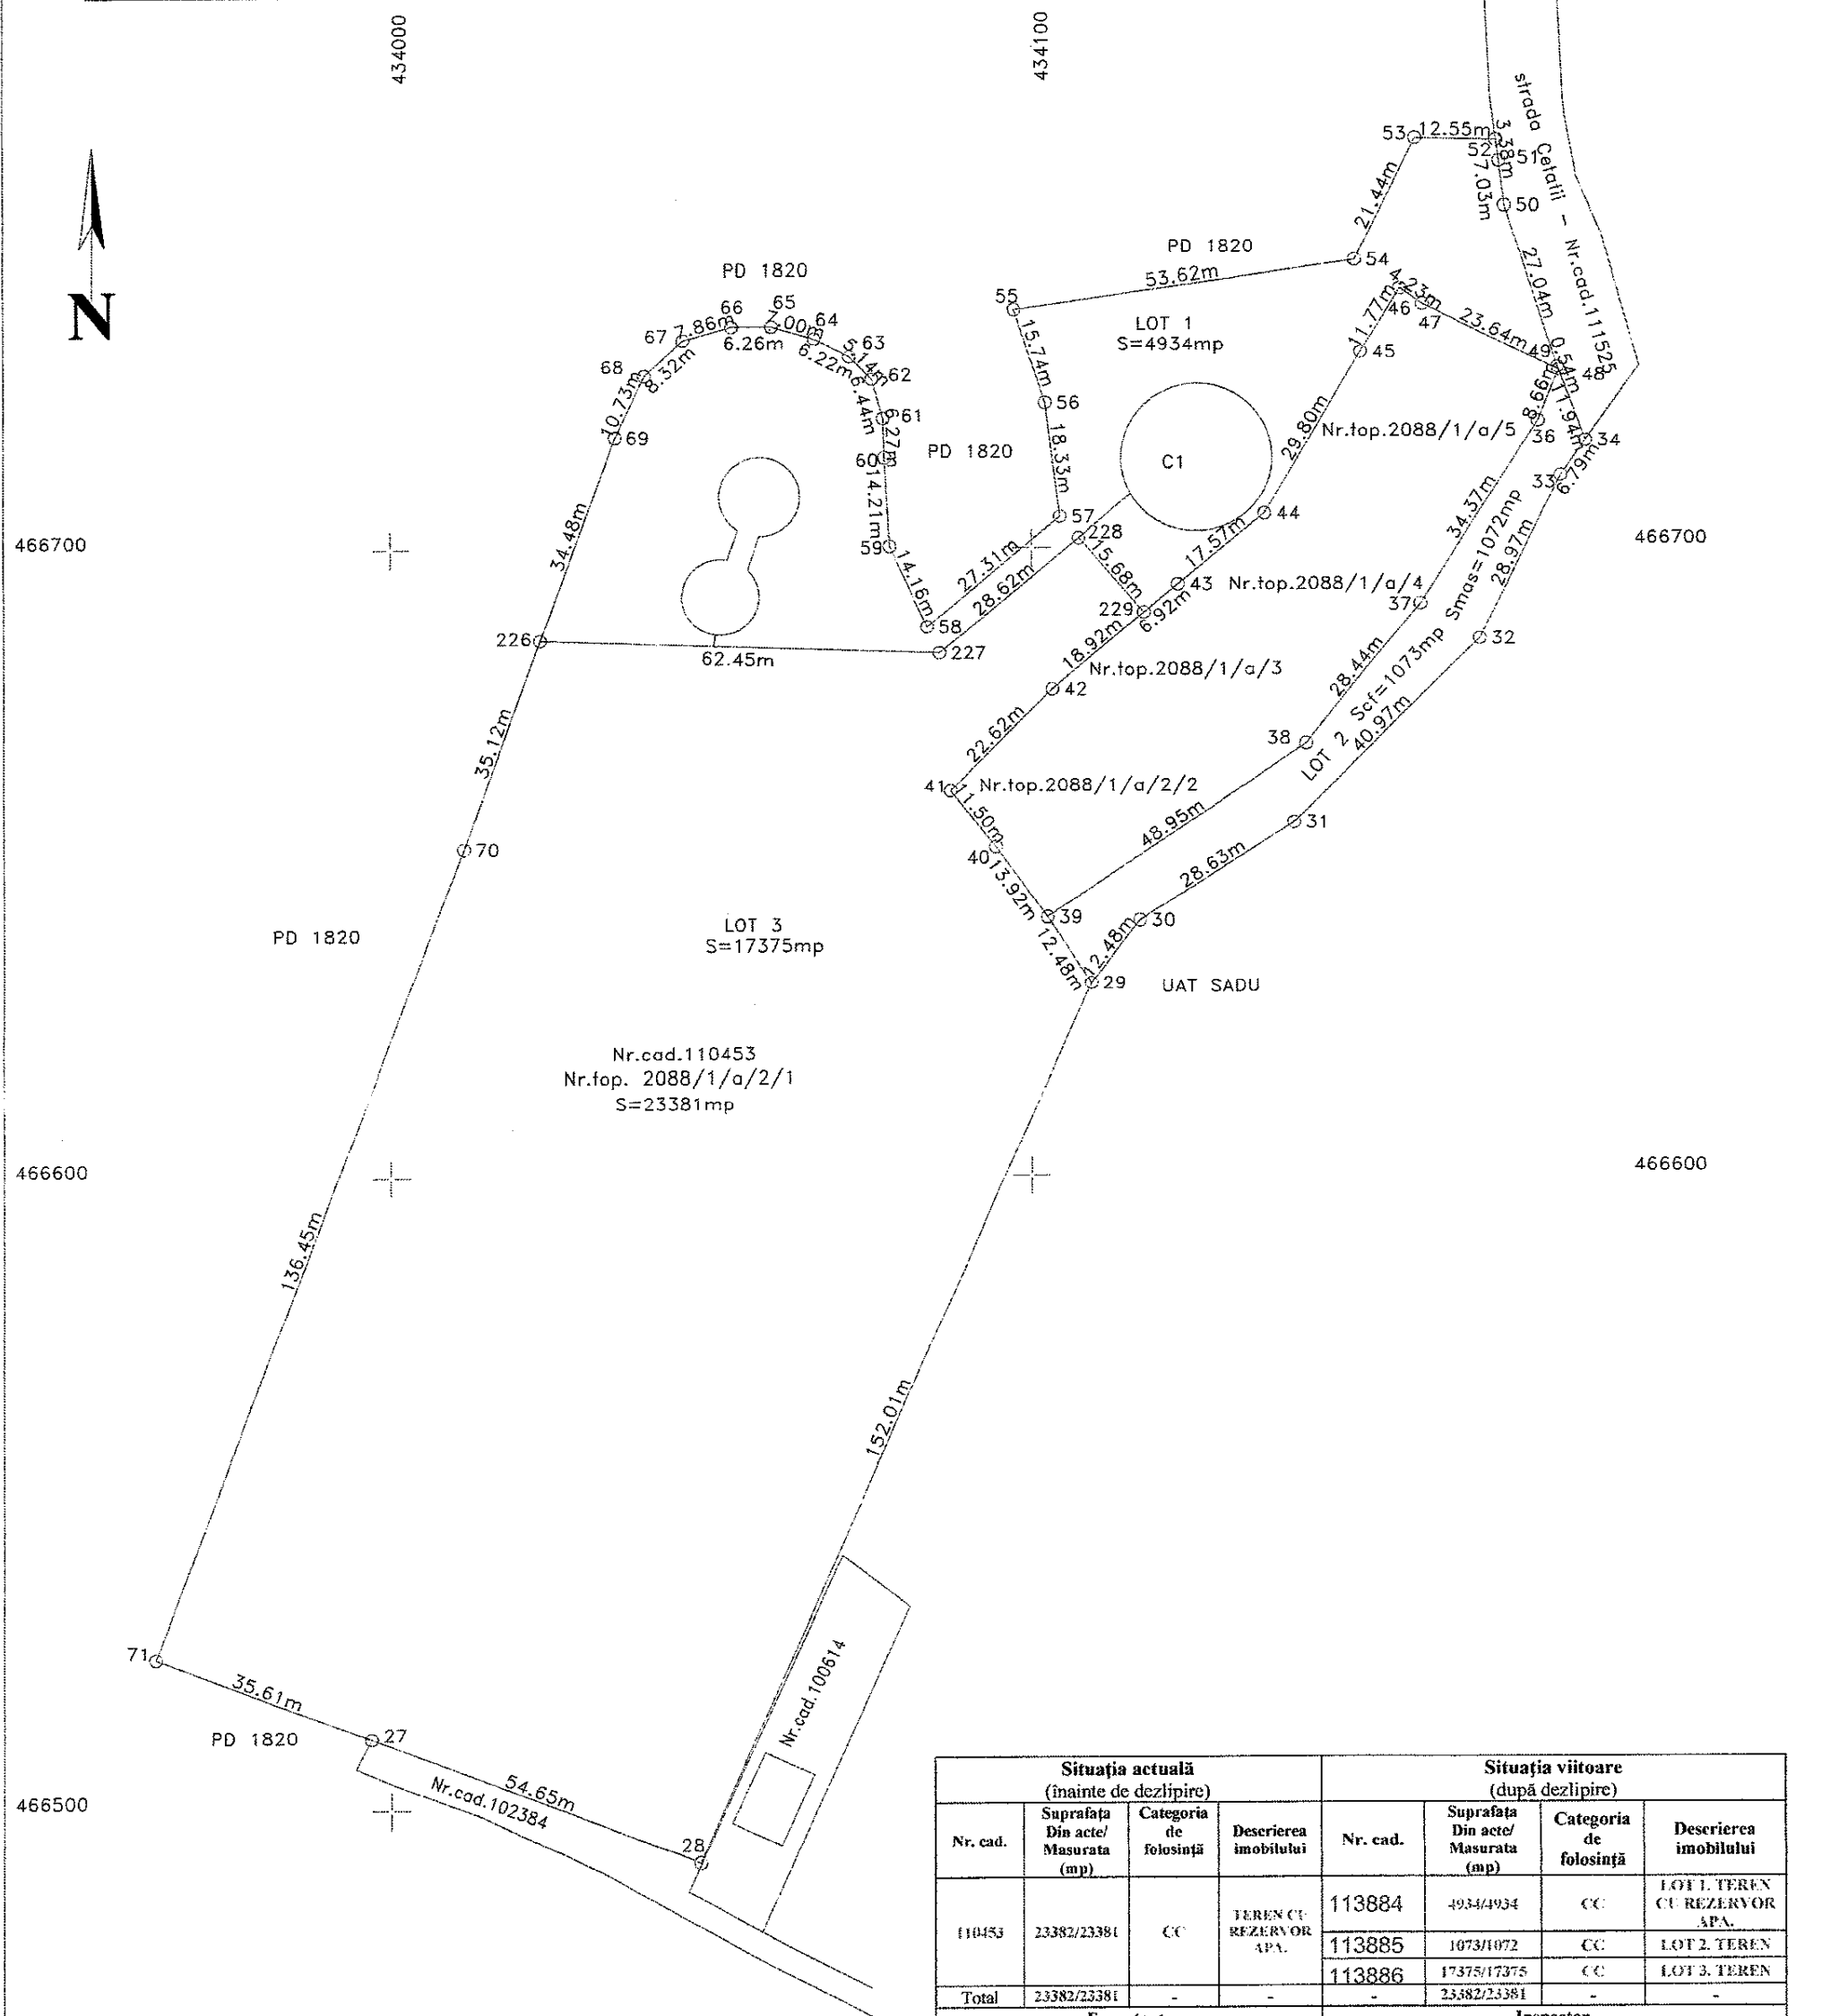 434000
434100
strada Cetatii - Nr.cad.111525
53
12.55m
3.38m
52
51
7.03m
50
21.44m
PD 1820
54
53.62m
27.04m
PD 1820
4.23m
46
47
23.64m
55
LOT 1
S=4934mp
11.77m
45
49
0.54m
48
66
65
64
67
7.86m
7.00m
63
6.26m
6.22m
5.14m
62
68
8.32m
6.44m
61
10.73m
69
6.27m
60
15.74m
56
PD 1820
18.33m
C1
29.80m
Nr.top.2088/1/a/5
8.66m
36
11.94m
34
33
6.79m
N
14.21m
59
57
228
44
34.37m
466700
466700
34.48m
14.16m
27.31m
28.62m
15.68m
17.57m
43
Nr.top.2088/1/a/4
28.97m
58
229
6.92m
37
226
227
62.45m
32
18.92m
Nr.top.2088/1/a/3
42
28.44m
LOT 2 Scf=1073mp Smas=1072mp
40.97m
35.12m
22.62m
38
41
Nr.top.2088/1/a/2/2
11.50m
48.95m
31
70
40
13.92m
28.63m
39
30
LOT 3
S=17375mp
PD 1820
12.48m
12.48m
29
UAT SADU
Nr.cad.110453
Nr.top. 2088/1/a/2/1
S=23381mp
466600
466600
136.45m
152.01m
71
35.61m
Nr.cad.100614
PD 1820
27
54.65m
Nr.cad.102384
466500
28
Situația actuală
(înainte de dezlipire)
Situația viitoare
(după dezlipire)
Nr. cad.
Suprafața
Din acte/
Masurata
(mp)
Categoria
de
folosință
Descrierea
imobilului
Nr. cad.
Suprafața
Din acte/
Masurata
(mp)
Categoria
de
folosință
Descrierea
imobilului
110453
23382/23381
CC
TEREN CU
REZERVOR
APA.
113884
4934/4934
CC
LOT 1. TEREN
CU REZERVOR
APA.
113885
1073/1072
CC
LOT 2. TEREN
113886
17375/17375
CC
LOT 3. TEREN
Total
23382/23381
-
-
-
23382/23381
-
-
Inspector